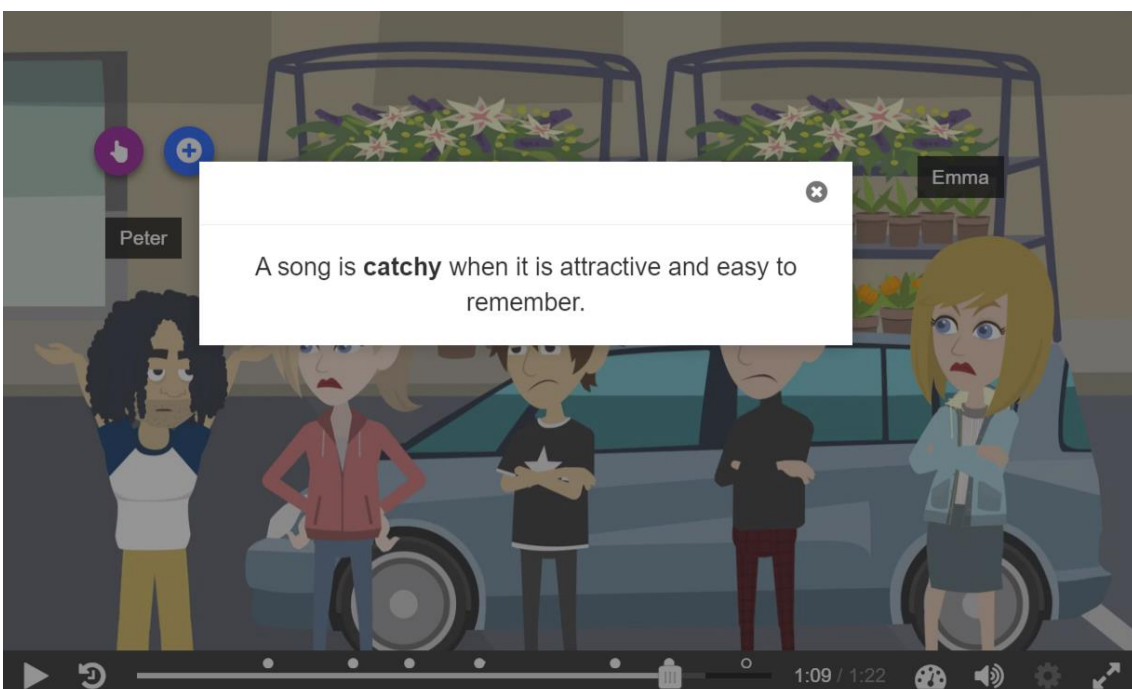 Emma
Peter
A song is catchy when it is attractive and easy to
remember.
1:09 / 1:22